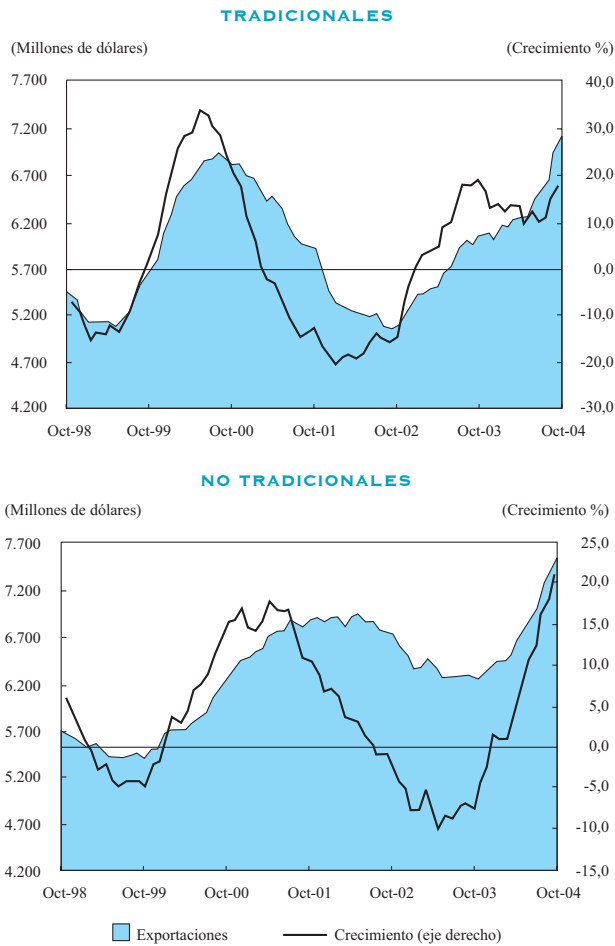 TRADICIONALES
(Millones de dólares) (Crecimiento %)
7.700 40,0
7.200 30,0
6.700 20,0
6.200 10,0
5.700 0,0
5.200 -10,0
4.700 -20,0
4.200 -30,0
Oct-98 Oct-99 Oct-00 Oct-01 Oct-02 Oct-03 Oct-04
NO TRADICIONALES
(Millones de dólares) (Crecimiento %)
7.700 25,0
7.200 20,0
6.700 15,0
6.200 10,0
5.700 5,0
5.200 0,0
4.700 -5,0
4.200 -10,0
-15,0
Oct-98 Oct-99 Oct-00 Oct-01 Oct-02 Oct-03 Oct-04
Exportaciones Crecimiento (eje derecho)